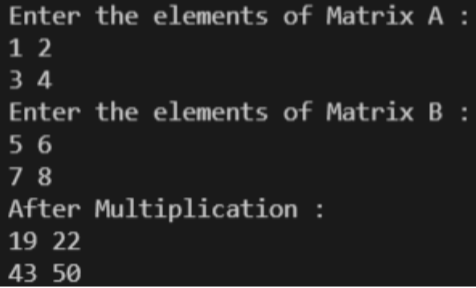 Enter the elements of Matrix A :
1 2
3 4
Enter the elements of Matrix B :
5 6
7 8
After Multiplication :
19 22
43 50